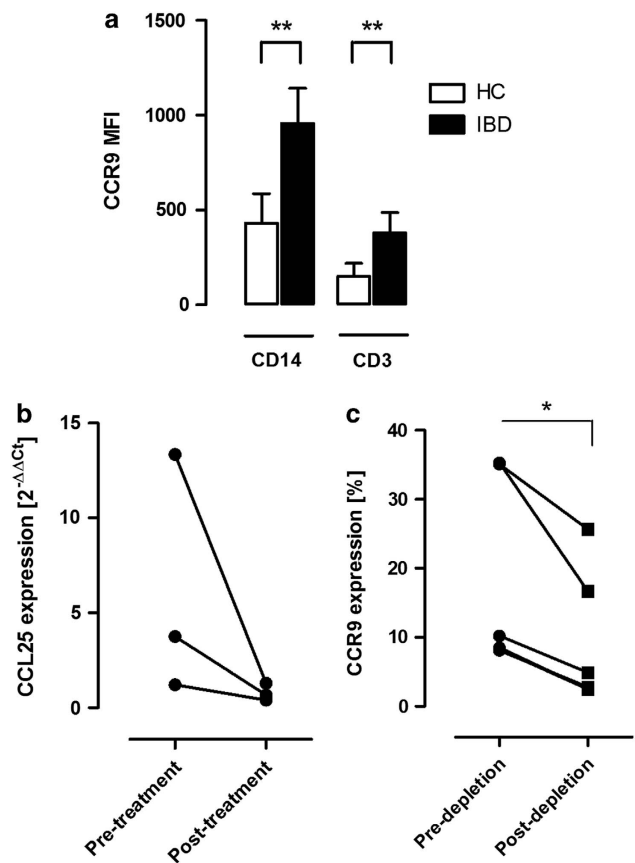 a
**
**
1500
1000
500
0
CCR9 MFI
HC
IBD
CD14
CD3
b
15
10
5
0
CCL25 expression [2^-ΔΔCt]
Pre-treatment
Post-treatment
c
*
40
30
20
10
0
CCR9 expression [%]
Pre-depletion
Post-depletion